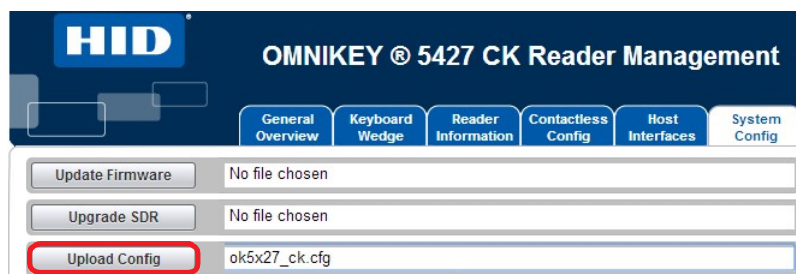 HID
OMNIKEY ® 5427 CK Reader Management
General Overview
Keyboard Wedge
Reader Information
Contactless Config
Host Interfaces
System Config
Update Firmware No file chosen
Upgrade SDR No file chosen
Upload Config ok5x27_ck.cfg